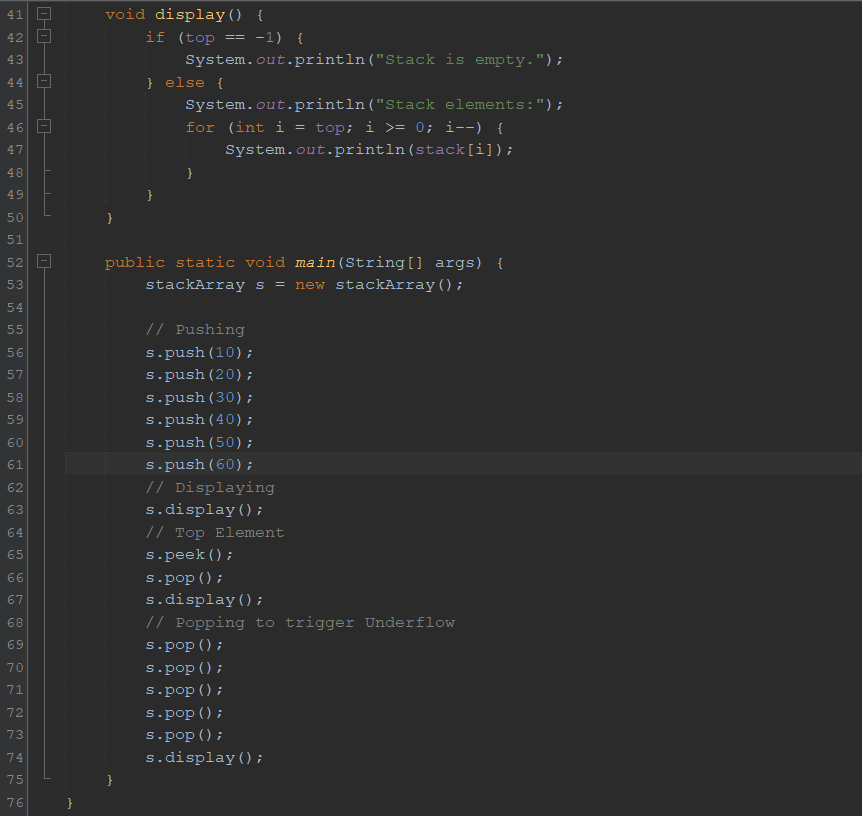 41 void display() {
42 if (top == -1) {
43 System.out.println("Stack is empty.");
44 } else {
45 System.out.println("Stack elements:");
46 for (int i = top; i >= 0; i--) {
47 System.out.println(stack[i]);
48 }
49 }
50 }
51
52 public static void main(String[] args) {
53 stackArray s = new stackArray();
54
55 // Pushing
56 s.push(10);
57 s.push(20);
58 s.push(30);
59 s.push(40);
60 s.push(50);
61 s.push(60);
62 // Displaying
63 s.display();
64 // Top Element
65 s.peek();
66 s.pop();
67 s.display();
68 // Popping to trigger Underflow
69 s.pop();
70 s.pop();
71 s.pop();
72 s.pop();
73 s.pop();
74 s.display();
75 }
76 }